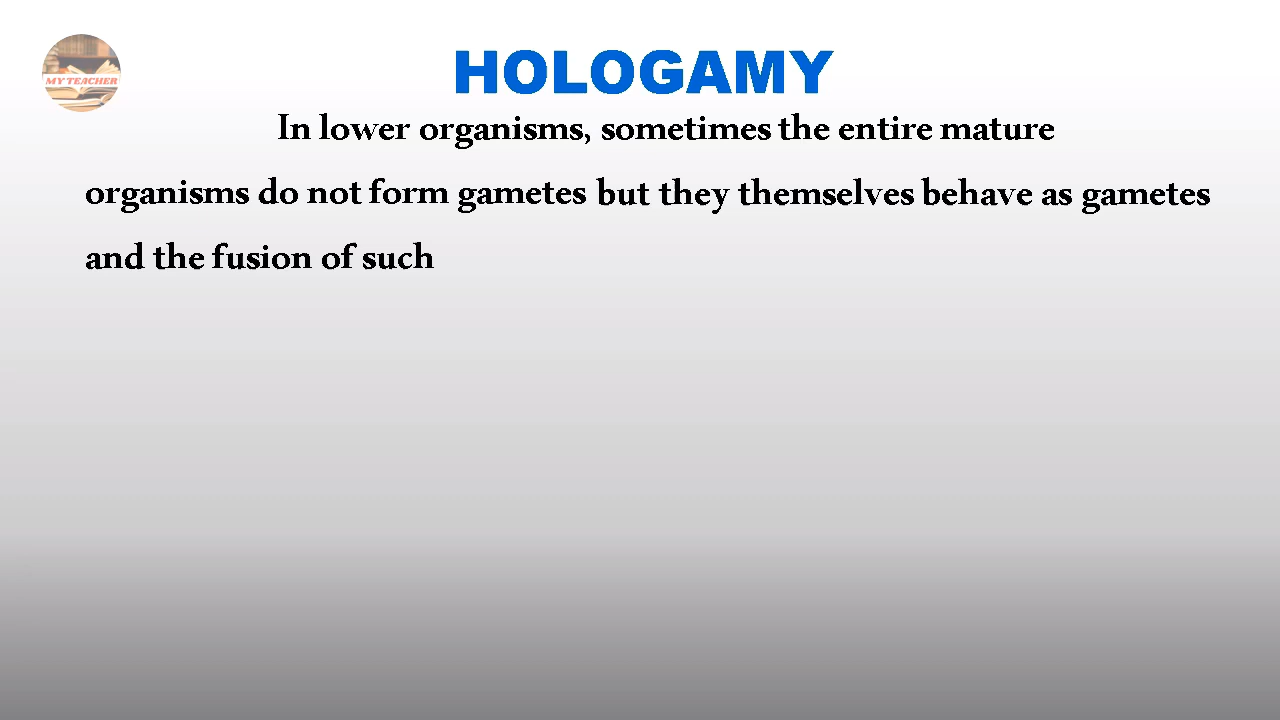 MY TEACHER
HOLOGAMY
In lower organisms, sometimes the entire mature
organisms do not form gametes but they themselves behave as gametes
and the fusion of such